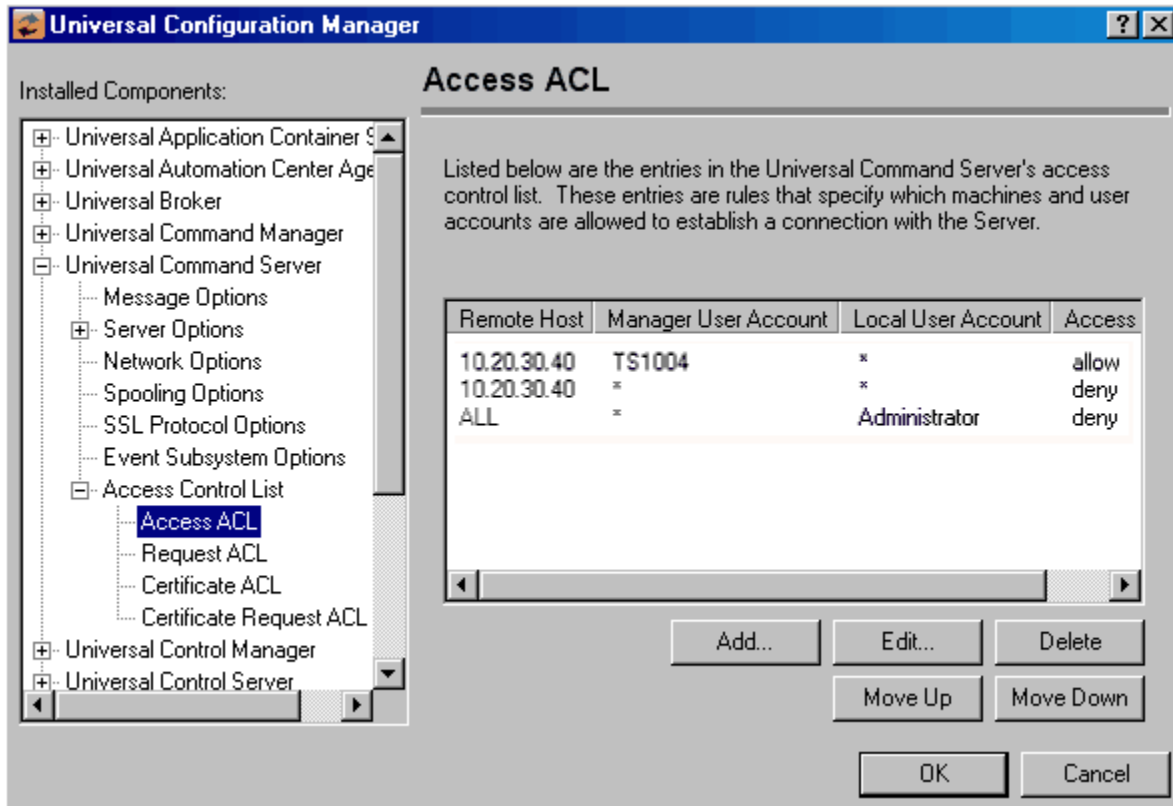 Universal Configuration Manager
Installed Components:
Universal Application Container S
Universal Automation Center Age
Universal Broker
Universal Command Manager
Universal Command Server
Message Options
Server Options
Network Options
Spooling Options
SSL Protocol Options
Event Subsystem Options
Access Control List
Access ACL
Request ACL
Certificate ACL
Certificate Request ACL
Universal Control Manager
Universal Control Server
Access ACL
Listed below are the entries in the Universal Command Server's access
control list. These entries are rules that specify which machines and user
accounts are allowed to establish a connection with the Server.
Remote Host Manager User Account Local User Account Access
10.20.30.40 TS1004 * allow
10.20.30.40 * * deny
ALL * Administrator deny
Add... Edit... Delete
Move Up Move Down
OK Cancel